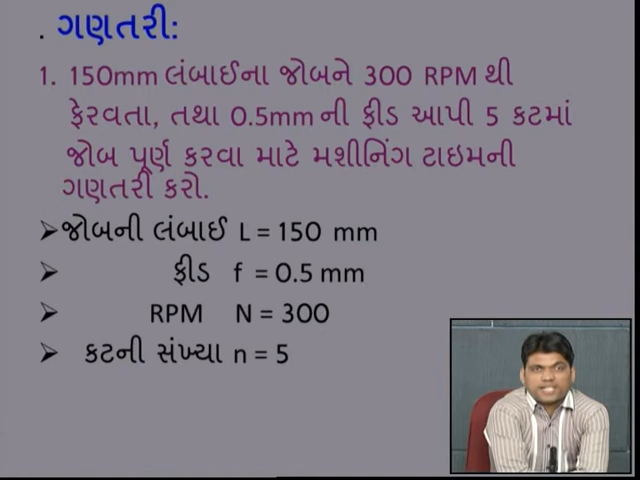 . ગણતરી:
1. 150mm લંબાઈના જોબને 300 RPM થી
ફેરવતા, તથા 0.5mm ની ફીડ આપી 5 કટમાં
જોબ પૂર્ણ કરવા માટે મશીનિંગ ટાઇમની
ગણતરી કરો.
➢જોબની લંબાઈ L = 150 mm
➢ ફીડ f = 0.5 mm
➢ RPM N = 300
➢ કટની સંખ્યા n = 5